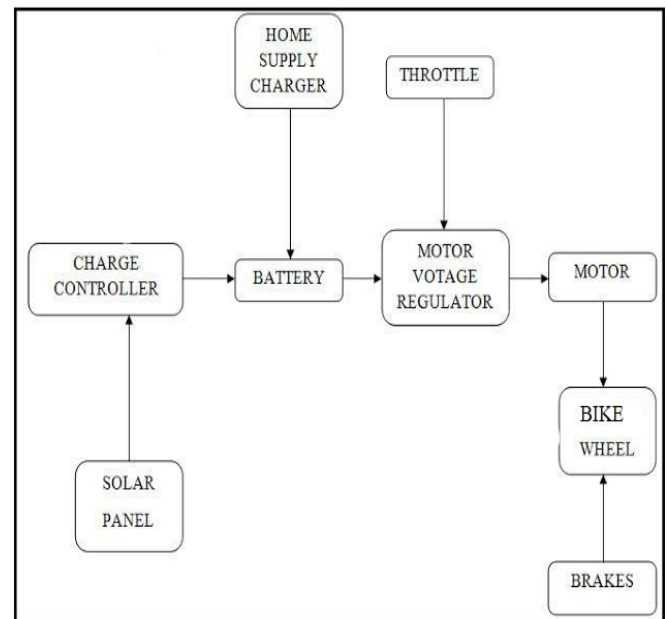 HOME
SUPPLY
CHARGER
THROTTLE
CHARGE
CONTROLLER
BATTERY
MOTOR
VOTAGE
REGULATOR
MOTOR
BIKE
WHEEL
SOLAR
PANEL
BRAKES